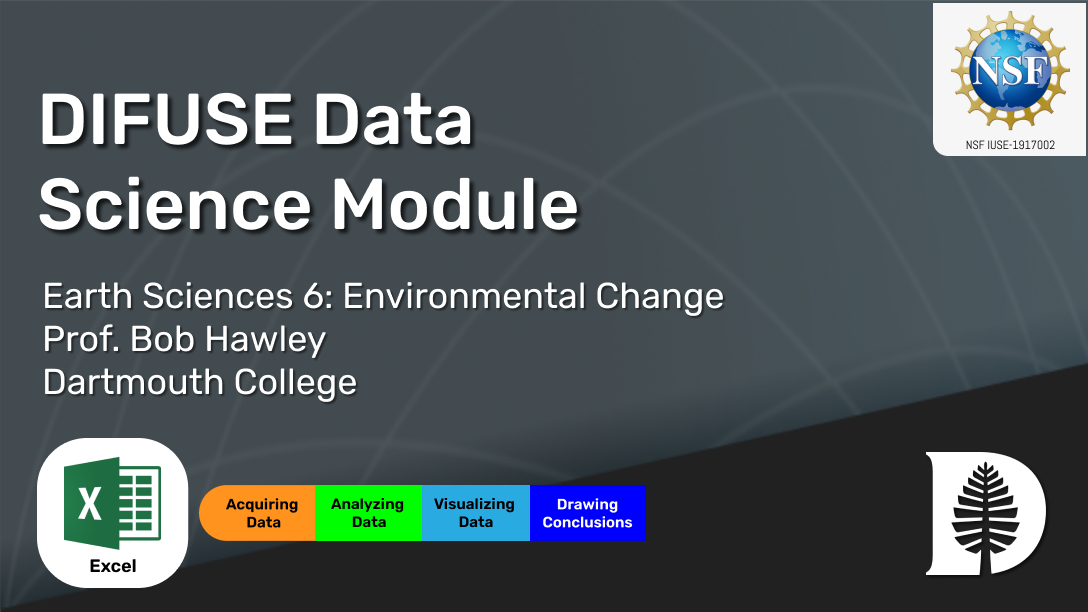 NSF
NSF IUSE-1917002
DIFUSE Data
Science Module
Earth Sciences 6: Environmental Change
Prof. Bob Hawley
Dartmouth College
X
Excel
Acquiring
Data
Analyzing
Data
Visualizing
Data
Drawing
Conclusions
D